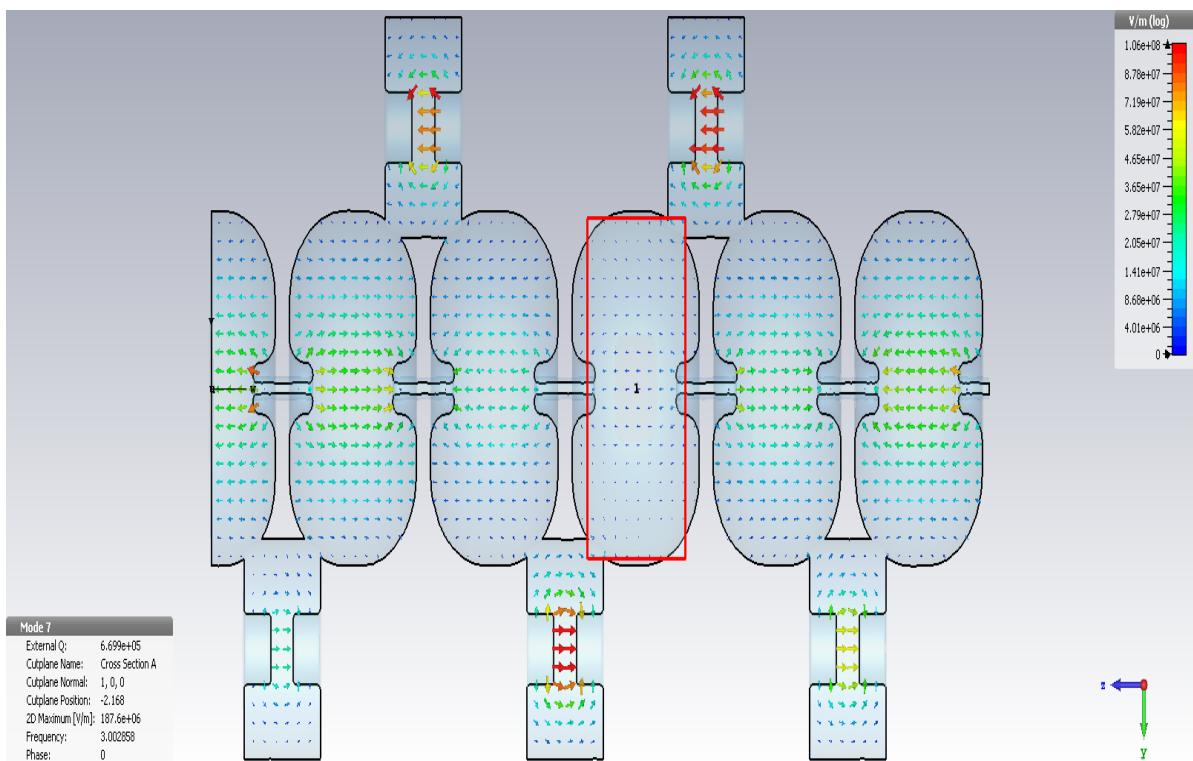 V/m (log)
1.06e+08
8.78e+07
7.19e+07
5.82e+07
4.65e+07
3.65e+07
2.79e+07
2.05e+07
1.41e+07
8.68e+06
4.01e+06
0
1
Mode 7
External Q: 6.699e+05
Cutplane Name: Cross Section A
Cutplane Normal: 1, 0, 0
Cutplane Position: -2.168
2D Maximum [V/m]: 187.6e+06
Frequency: 3.002858
Phase: 0
z
Y